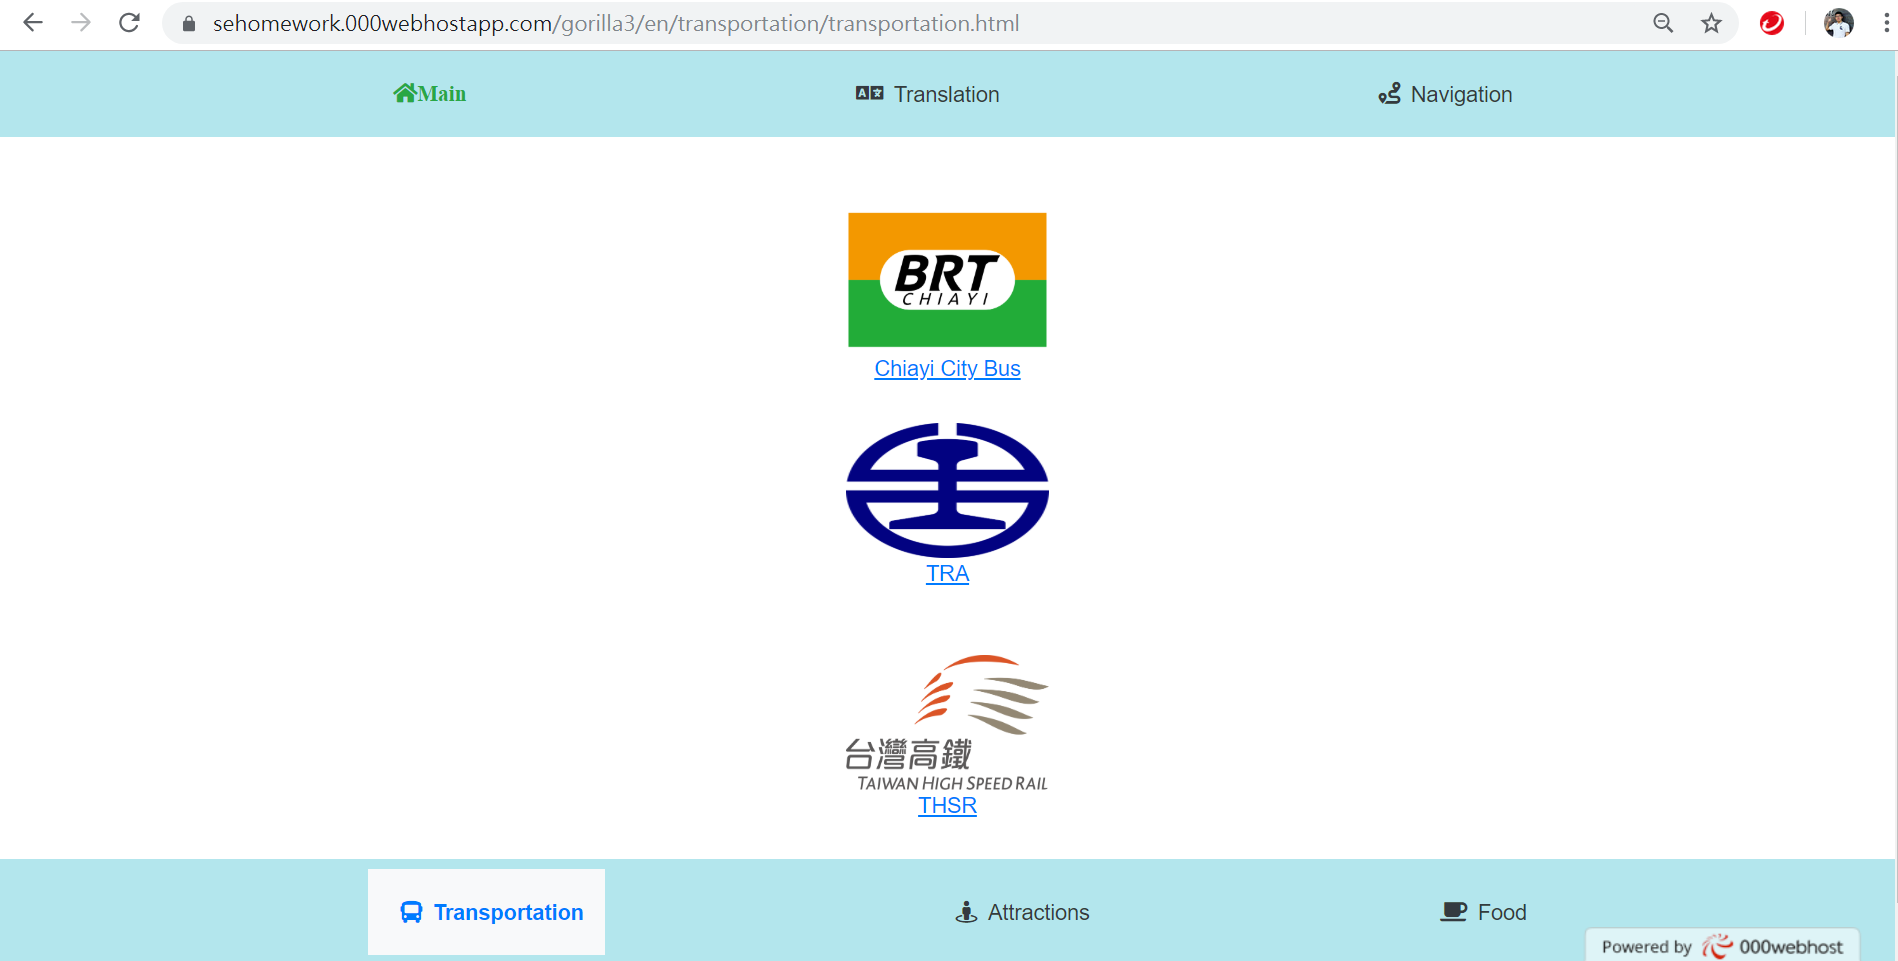 sehomework.000webhostapp.com/gorilla3/en/transportation/transportation.html
Main
Translation
Navigation
BRT
CHIAYI
Chiayi City Bus
TRA
台灣高鐵
TAIWAN HIGH SPEED RAIL
THSR
Transportation
Attractions
Food
Powered by 000webhost